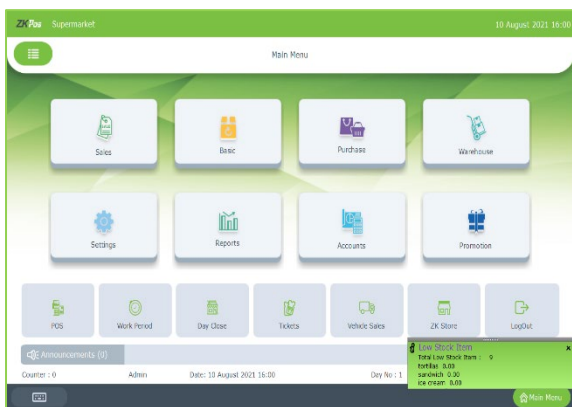 ZKPos Supermarket 10 August 2021 16:00
Main Menu
Sales Basic Purchase Warehouse
Settings Reports Accounts Promotion
POS Work Period Day Close Tickets Vehicle Sales ZK Store LogOut
Announcements (0)
Low Stock Item x
Total Low Stock Item : 9
tortillas 0.00
sandwich 0.00
ice cream 0.00
Counter : 0 Admin Date: 10 August 2021 16:00 Day No : 1
Main Menu